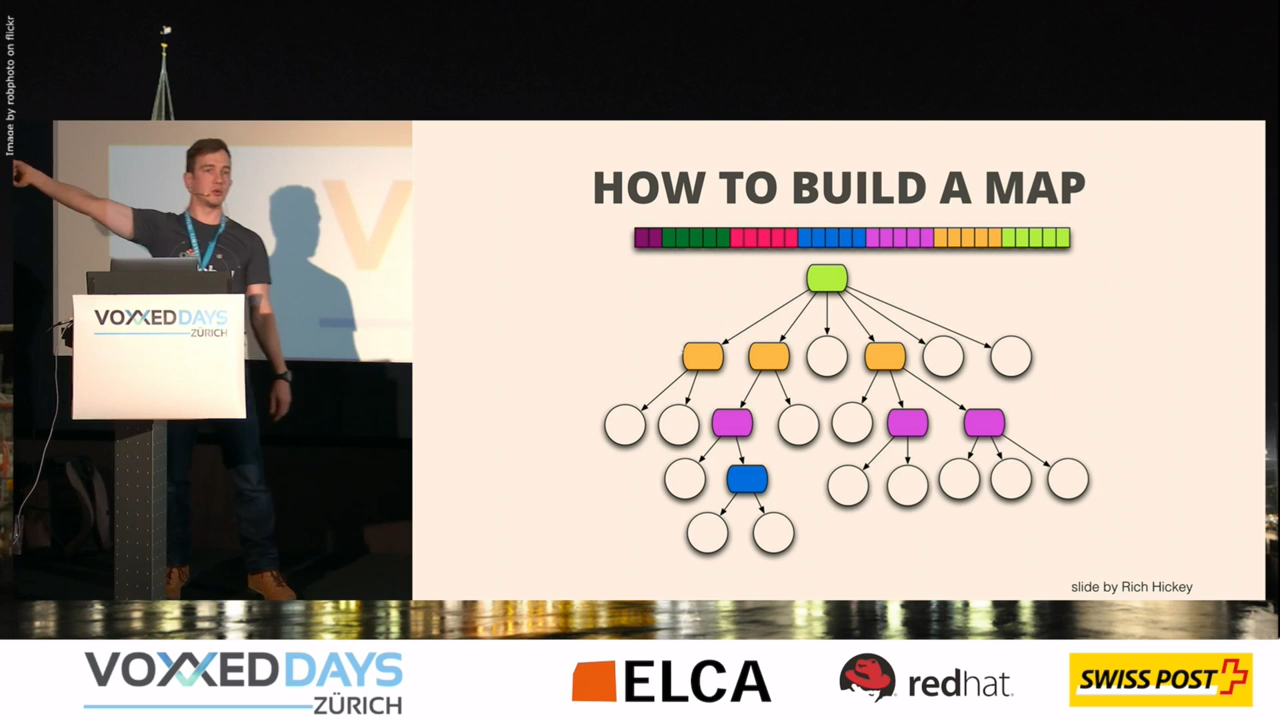 Image by robphoto on flickr
HOW TO BUILD A MAP
V
VOXXED DAYS
ZÜRICH
slide by Rich Hickey
VOXXED DAYS
ZÜRICH
ELCA
redhat.
SWISS POST